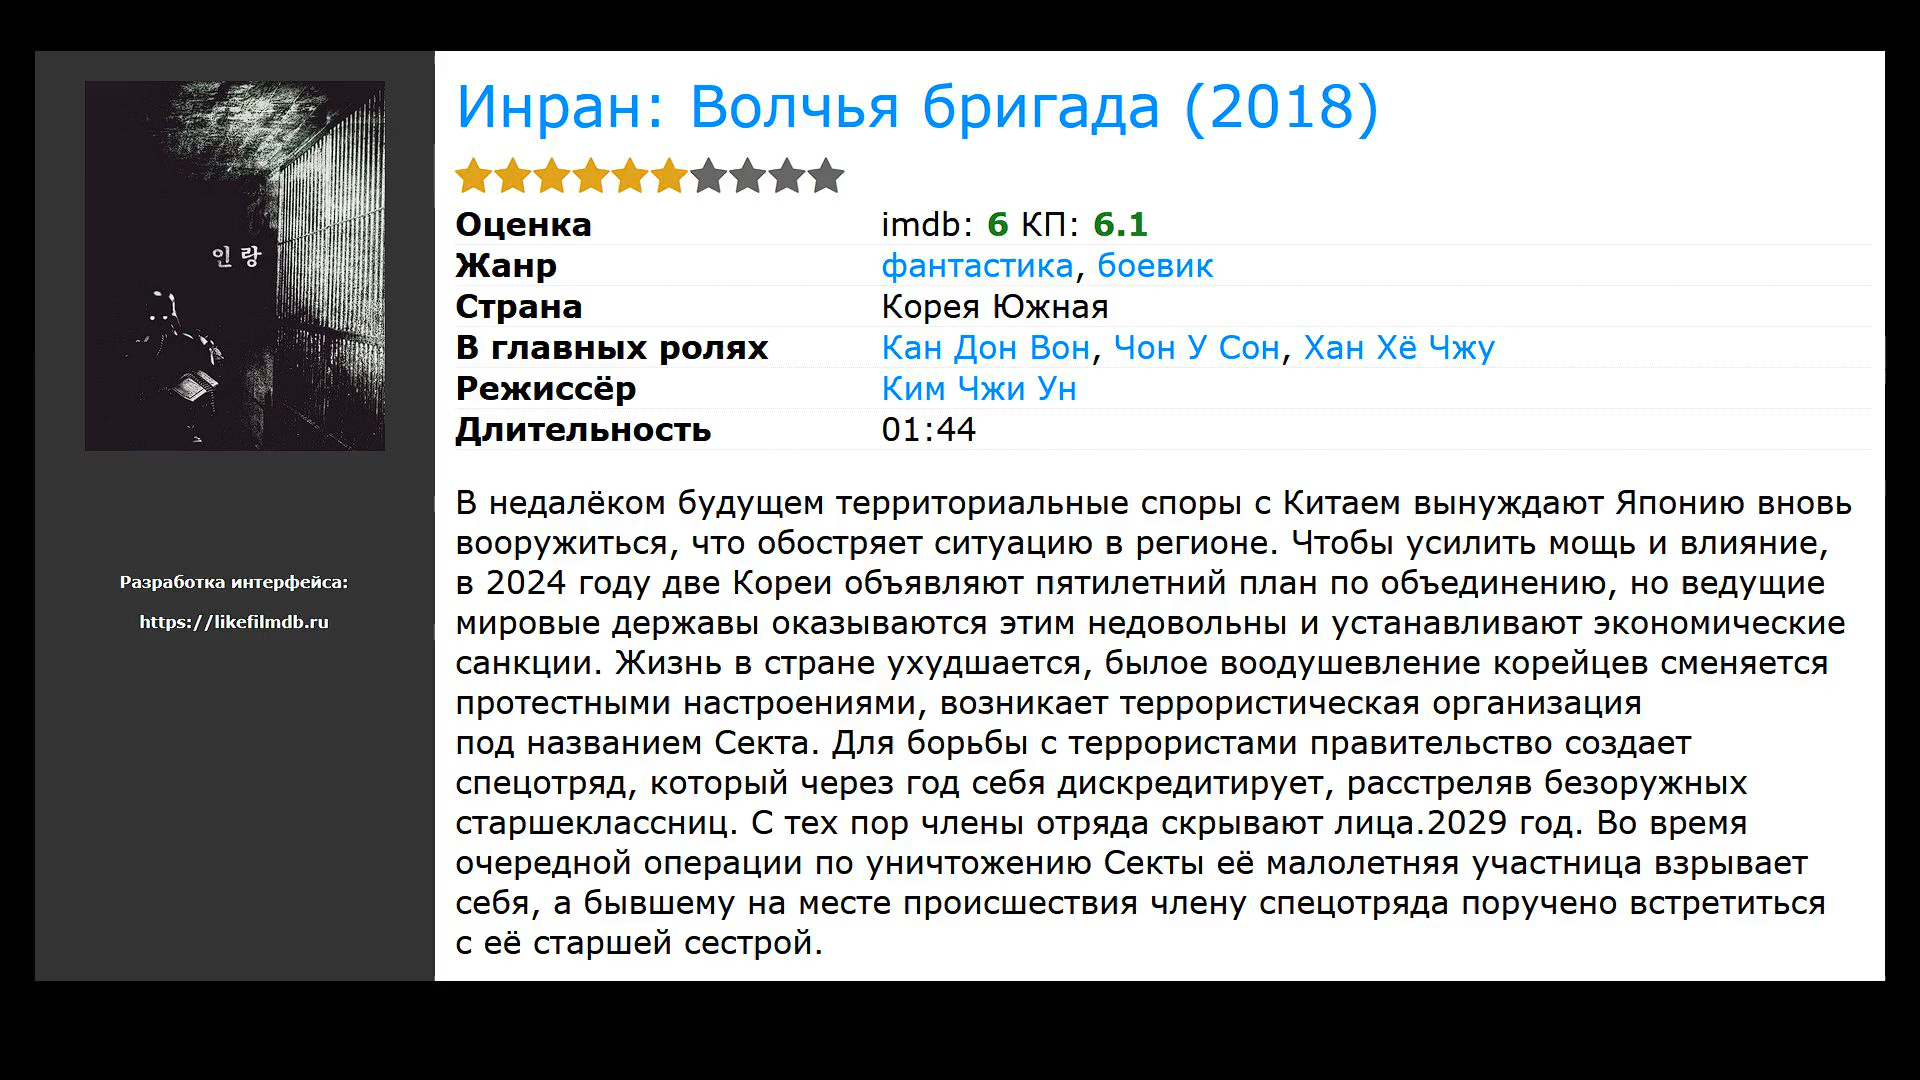 인랑
Разработка интерфейса:
https://likefilmdb.ru
Инран: Волчья бригада (2018)
Оценка imdb: 6 КП: 6.1
Жанр фантастика, боевик
Страна Корея Южная
В главных ролях Кан Дон Вон, Чон У Сон, Хан Хё Чжу
Режиссёр Ким Чжи Ун
Длительность 01:44
В недалёком будущем территориальные споры с Китаем вынуждают Японию вновь
вооружиться, что обостряет ситуацию в регионе. Чтобы усилить мощь и влияние,
в 2024 году две Кореи объявляют пятилетний план по объединению, но ведущие
мировые державы оказываются этим недовольны и устанавливают экономические
санкции. Жизнь в стране ухудшается, былое воодушевление корейцев сменяется
протестными настроениями, возникает террористическая организация
под названием Секта. Для борьбы с террористами правительство создает
спецотряд, который через год себя дискредитирует, расстреляв безоружных
старшеклассниц. С тех пор члены отряда скрывают лица.2029 год. Во время
очередной операции по уничтожению Секты её малолетняя участница взрывает
себя, а бывшему на месте происшествия члену спецотряда поручено встретиться
с её старшей сестрой.